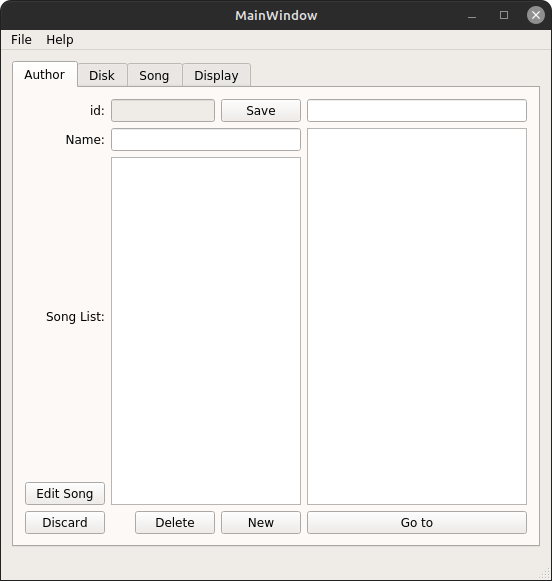 MainWindow
File Help
Author Disk Song Display
id: Save
Name:
Song List:
Edit Song
Discard Delete New Go to